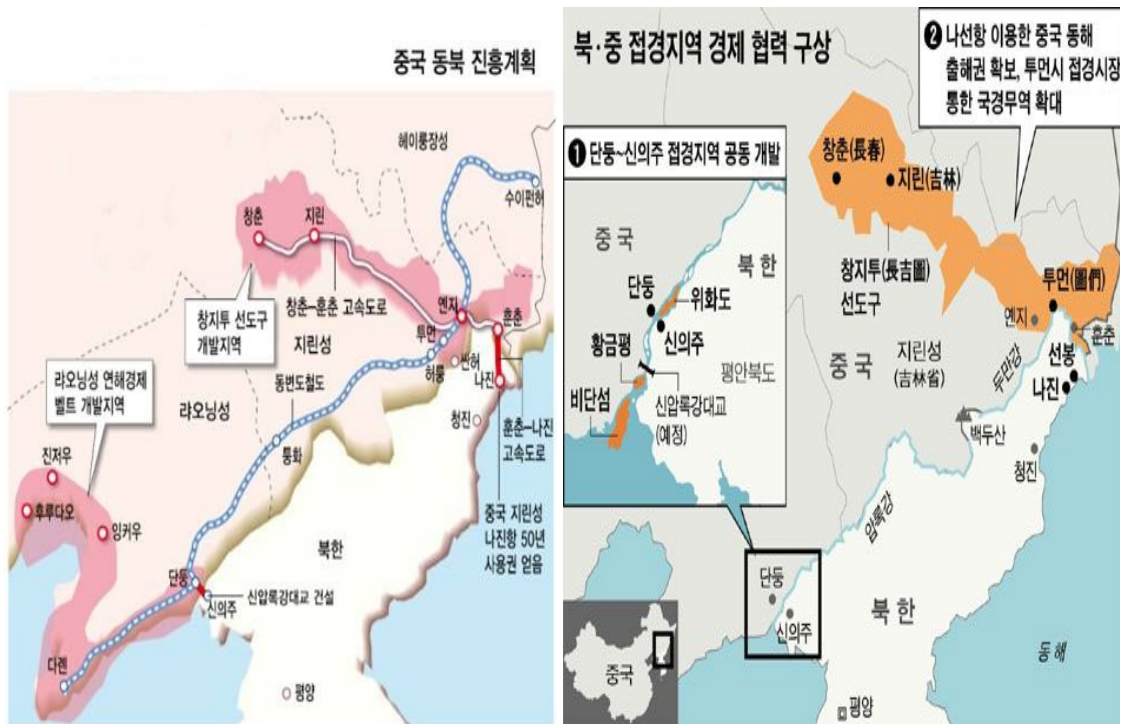 중국 동북 진흥계획
헤이룽장성
수이펀허
창춘
지린
창춘–훈춘 고속도로
창지투 선도구
개발지역
지린성
옌지
훈춘
투먼
허룽
싼허
나진
동변도철도
랴오닝성 연해경제
벨트 개발지역
랴오닝성
청진
훈춘–나진
고속도로
통화
진저우
후루다오
잉커우
중국 지린성
나진항 50년
사용권 얻음
북한
단둥
신의주
신압록강대교 건설
다롄
평양
북·중 접경지역 경제 협력 구상
❷ 나선항 이용한 중국 동해
출해권 확보, 투먼시 접경시장
통한 국경무역 확대
❶ 단둥~신의주 접경지역 공동 개발
중국
북한
단둥
위화도
신의주
황금평
평안북도
비단섬
신압록강대교
(예정)
창춘(長春)
지린(吉林)
창지투(長吉圖)
선도구
투먼(圖們)
옌지
훈춘
중국
지린성
(吉林省)
두만강
선봉
나진
백두산
청진
압록강
단둥
신의주
북한
동해
중국
평양